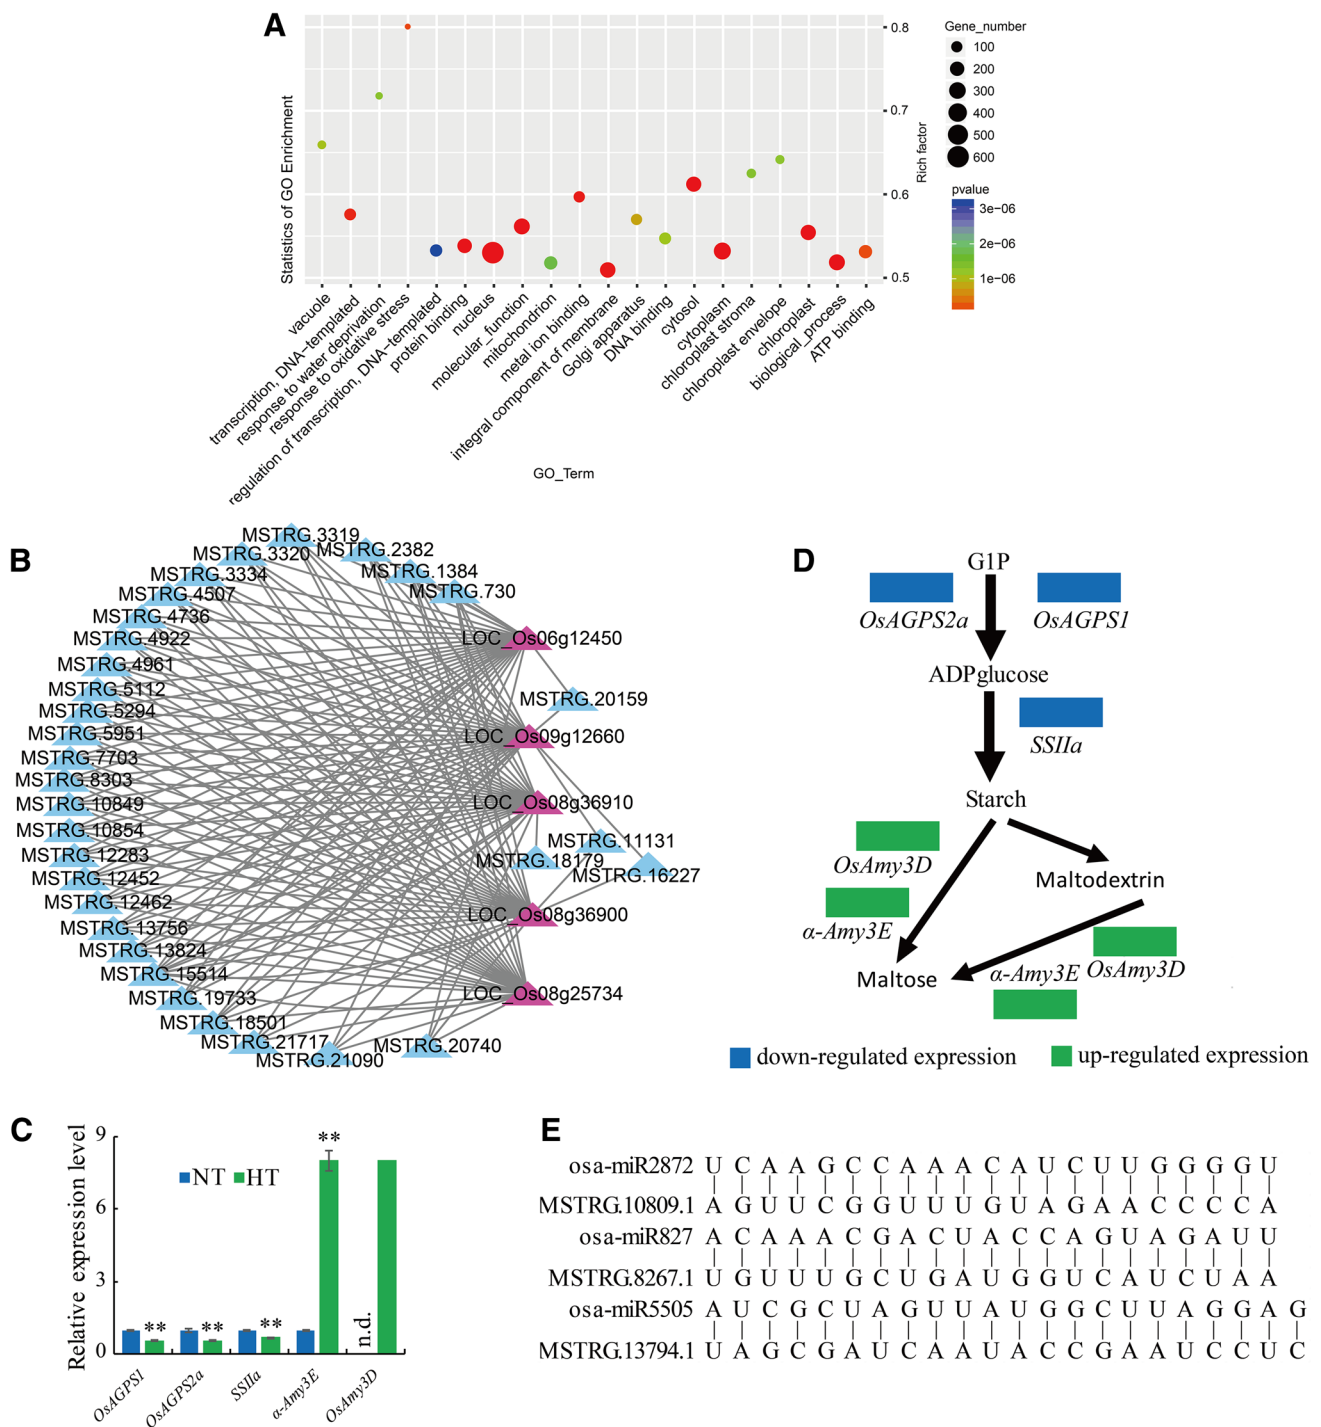 A
Statistics of GO Enrichment
0.8
0.7
0.6
0.5
Rich factor
Gene_number
100
200
300
400
500
600
pvalue
3e−06
2e−06
1e−06
vacuole
transcription, DNA−templated
response to water deprivation
response to oxidative stress
regulation of transcription, DNA−templated
protein binding
nucleus
molecular_function
mitochondrion
metal ion binding
integral component of membrane
Golgi apparatus
DNA binding
cytosol
cytoplasm
chloroplast stroma
chloroplast envelope
chloroplast
biological_process
ATP binding
GO_Term
B
MSTRG.3319
MSTRG.3320
MSTRG.2382
MSTRG.3334
MSTRG.1384
MSTRG.4507
MSTRG.730
MSTRG.4736
MSTRG.4922
LOC_Os06g12450
MSTRG.4961
MSTRG.5112
MSTRG.20159
MSTRG.5294
MSTRG.5951
LOC_Os09g12660
MSTRG.7703
MSTRG.8303
MSTRG.10849
LOC_Os08g36910
MSTRG.10854
MSTRG.11131
MSTRG.12283
MSTRG.18179
MSTRG.12452
MSTRG.16227
MSTRG.12462
LOC_Os08g36900
MSTRG.13756
MSTRG.13824
MSTRG.15514
LOC_Os08g25734
MSTRG.19733
MSTRG.18501
MSTRG.21717
MSTRG.20740
MSTRG.21090
D
G1P
OsAGPS2a
OsAGPS1
ADPglucose
SSIIa
Starch
OsAmy3D
Maltodextrin
α-Amy3E
Maltose
α-Amy3E
OsAmy3D
down-regulated expression
up-regulated expression
C
Relative expression level
9
6
3
0
NT HT
**
**
**
**
n.d.
OsAGPS1
OsAGPS2a
SSIIa
α-Amy3E
OsAmy3D
E
osa-miR2872 U C A A G C C A A A C A U C U U G G G G U
MSTRG.10809.1 A G U U C G G U U U G U A G A A C C C C A
osa-miR827 A C A A A C G A C U A C C A G U A G A U U
MSTRG.8267.1 U G U U U G C U G A U G G U C A U C U A A
osa-miR5505 A U C G C U A G U U A U G G C U U A G G A G
MSTRG.13794.1 U A G C G A U C A A U A C C G A A U C C U C